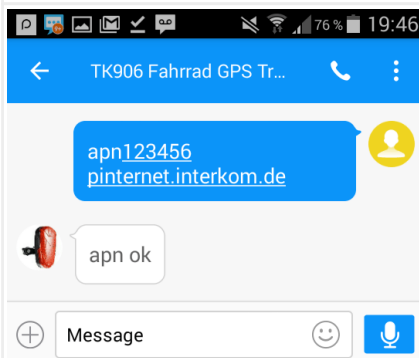 76 % 19:46
TK906 Fahrrad GPS Tr...
apn123456
pinternet.interkom.de
apn ok
Message